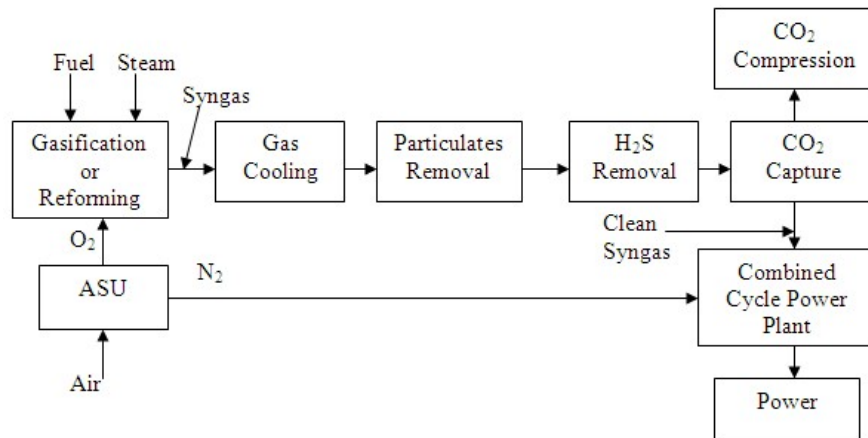 CO₂
Compression
Fuel
Steam
Syngas
Gasification
or
Reforming
Gas
Cooling
Particulates
Removal
H₂S
Removal
CO₂
Capture
O₂
Clean
Syngas
ASU
N₂
Combined
Cycle Power
Plant
Air
Power